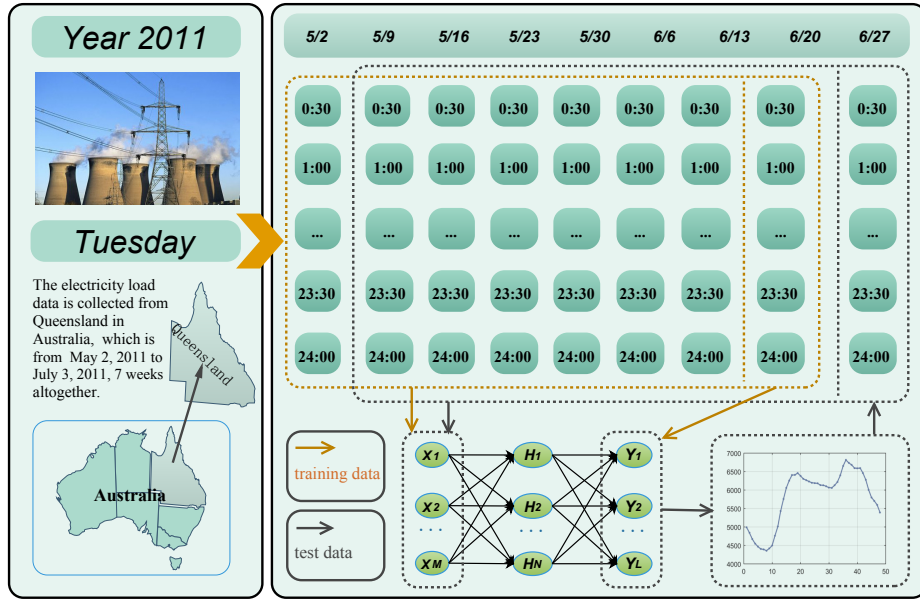 Year 2011
Tuesday
The electricity load
data is collected from
Queensland in
Australia, which is
from May 2, 2011 to
July 3, 2011, 7 weeks
altogether.
Queensland
Australia
5/2 5/9 5/16 5/23 5/30 6/6 6/13 6/20 6/27
0:30 0:30 0:30 0:30 0:30 0:30 0:30 0:30 0:30
1:00 1:00 1:00 1:00 1:00 1:00 1:00 1:00 1:00
... ... ... ... ... ... ... ... ...
23:30 23:30 23:30 23:30 23:30 23:30 23:30 23:30 23:30
24:00 24:00 24:00 24:00 24:00 24:00 24:00 24:00 24:00
training data
test data
X1 H1 Y1
X2 H2 Y2
... ... ...
XM HN YL
7000
6500
6000
5500
5000
4500
4000
0 10 20 30 40 50